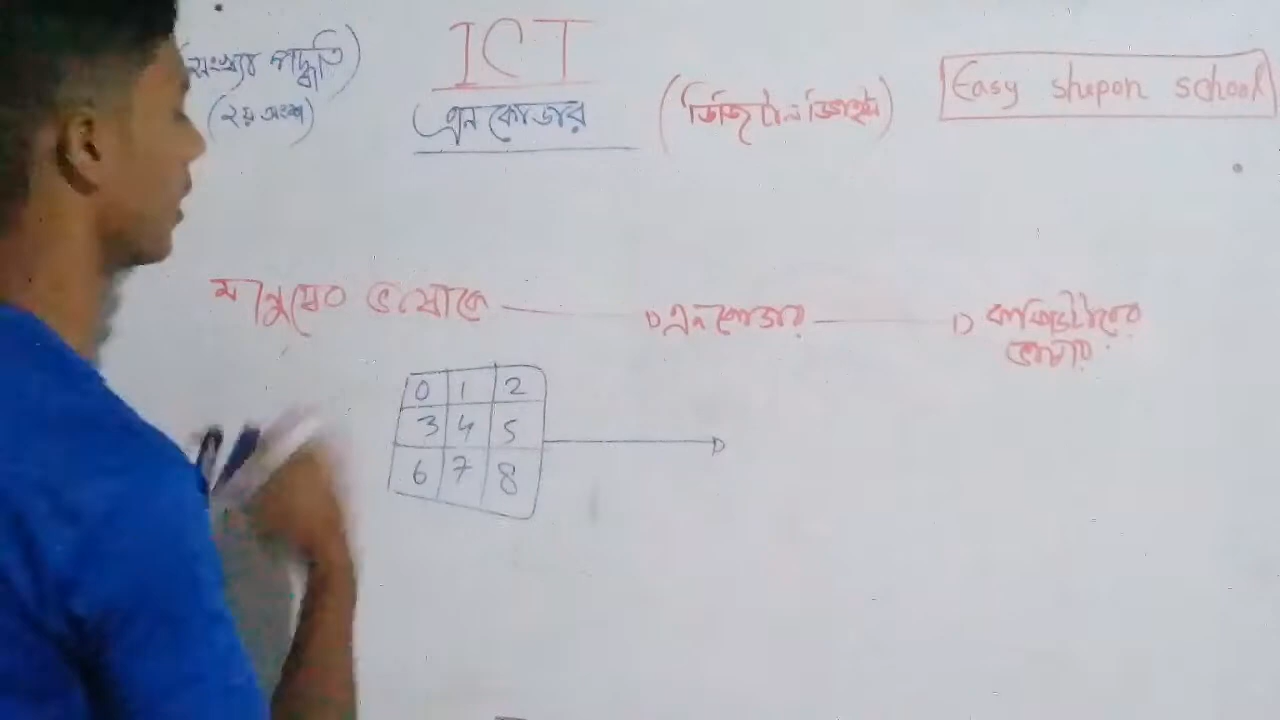 ICT
(সংখ্যা পদ্ধতি)
(২য় অংশ)
এনকোডার
(ডিজিটাল ডিভাইস)
Easy shapon school
মানুষের ভাষাকে
এনকোডার
কম্পিউটারের
ভাষায়
0 1 2
3 4 5
6 7 8